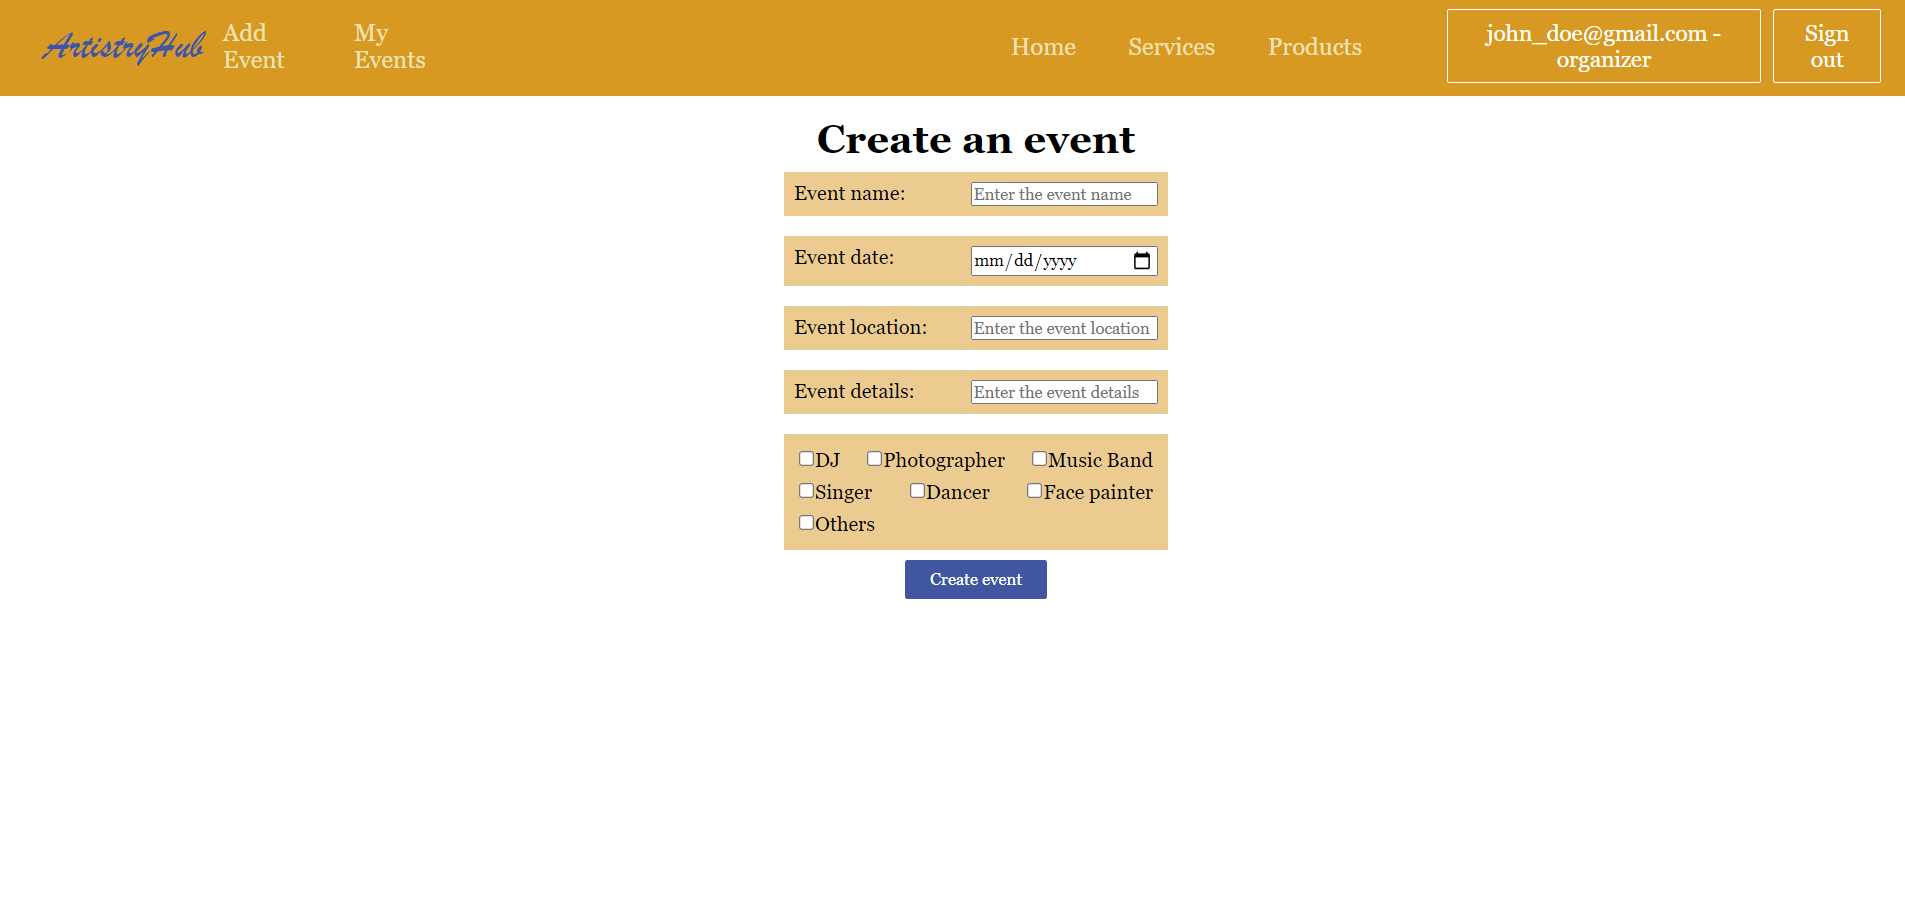 ArtistryHub
Add
Event
My
Events
Home
Services
Products
john_doe@gmail.com -
organizer
Sign
out
Create an event
Event name:
Enter the event name
Event date:
mm/dd/yyyy
Event location:
Enter the event location
Event details:
Enter the event details
DJ
Photographer
Music Band
Singer
Dancer
Face painter
Others
Create event